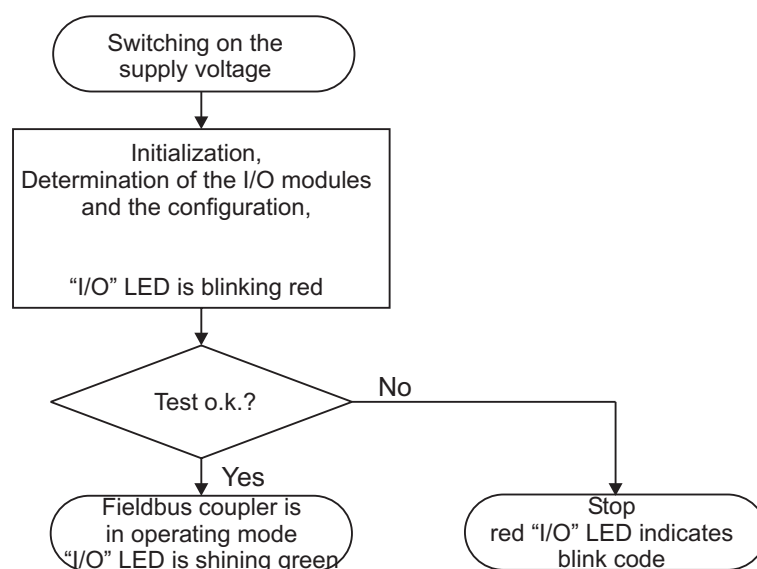 Switching on the
supply voltage
Initialization,
Determination of the I/O modules
and the configuration,
“I/O” LED is blinking red
Test o.k.?
No
Yes
Fieldbus coupler is
in operating mode
“I/O” LED is shining green
Stop
red “I/O” LED indicates
blink code